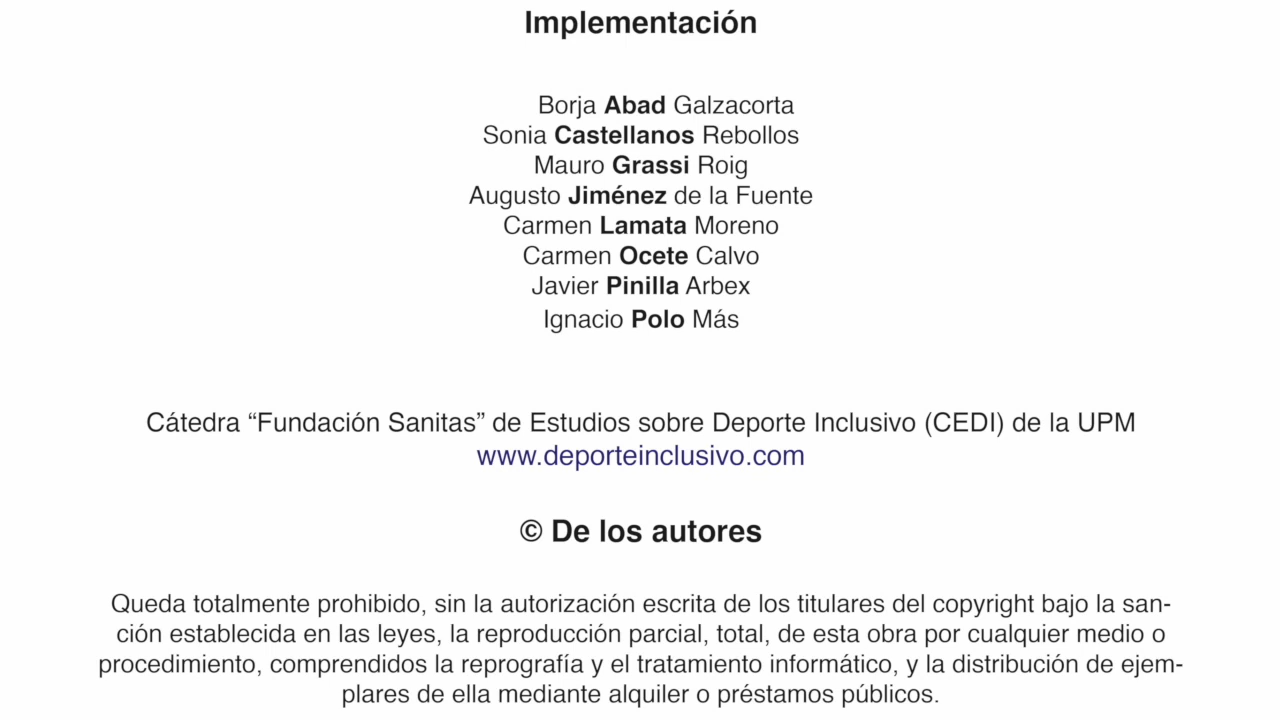 Implementación
Borja Abad Galzacorta
Sonia Castellanos Rebollos
Mauro Grassi Roig
Augusto Jiménez de la Fuente
Carmen Lamata Moreno
Carmen Ocete Calvo
Javier Pinilla Arbex
Ignacio Polo Más
Cátedra “Fundación Sanitas” de Estudios sobre Deporte Inclusivo (CEDI) de la UPM
www.deporteinclusivo.com
© De los autores
Queda totalmente prohibido, sin la autorización escrita de los titulares del copyright bajo la san-
ción establecida en las leyes, la reproducción parcial, total, de esta obra por cualquier medio o
procedimiento, comprendidos la reprografía y el tratamiento informático, y la distribución de ejem-
plares de ella mediante alquiler o préstamos públicos.